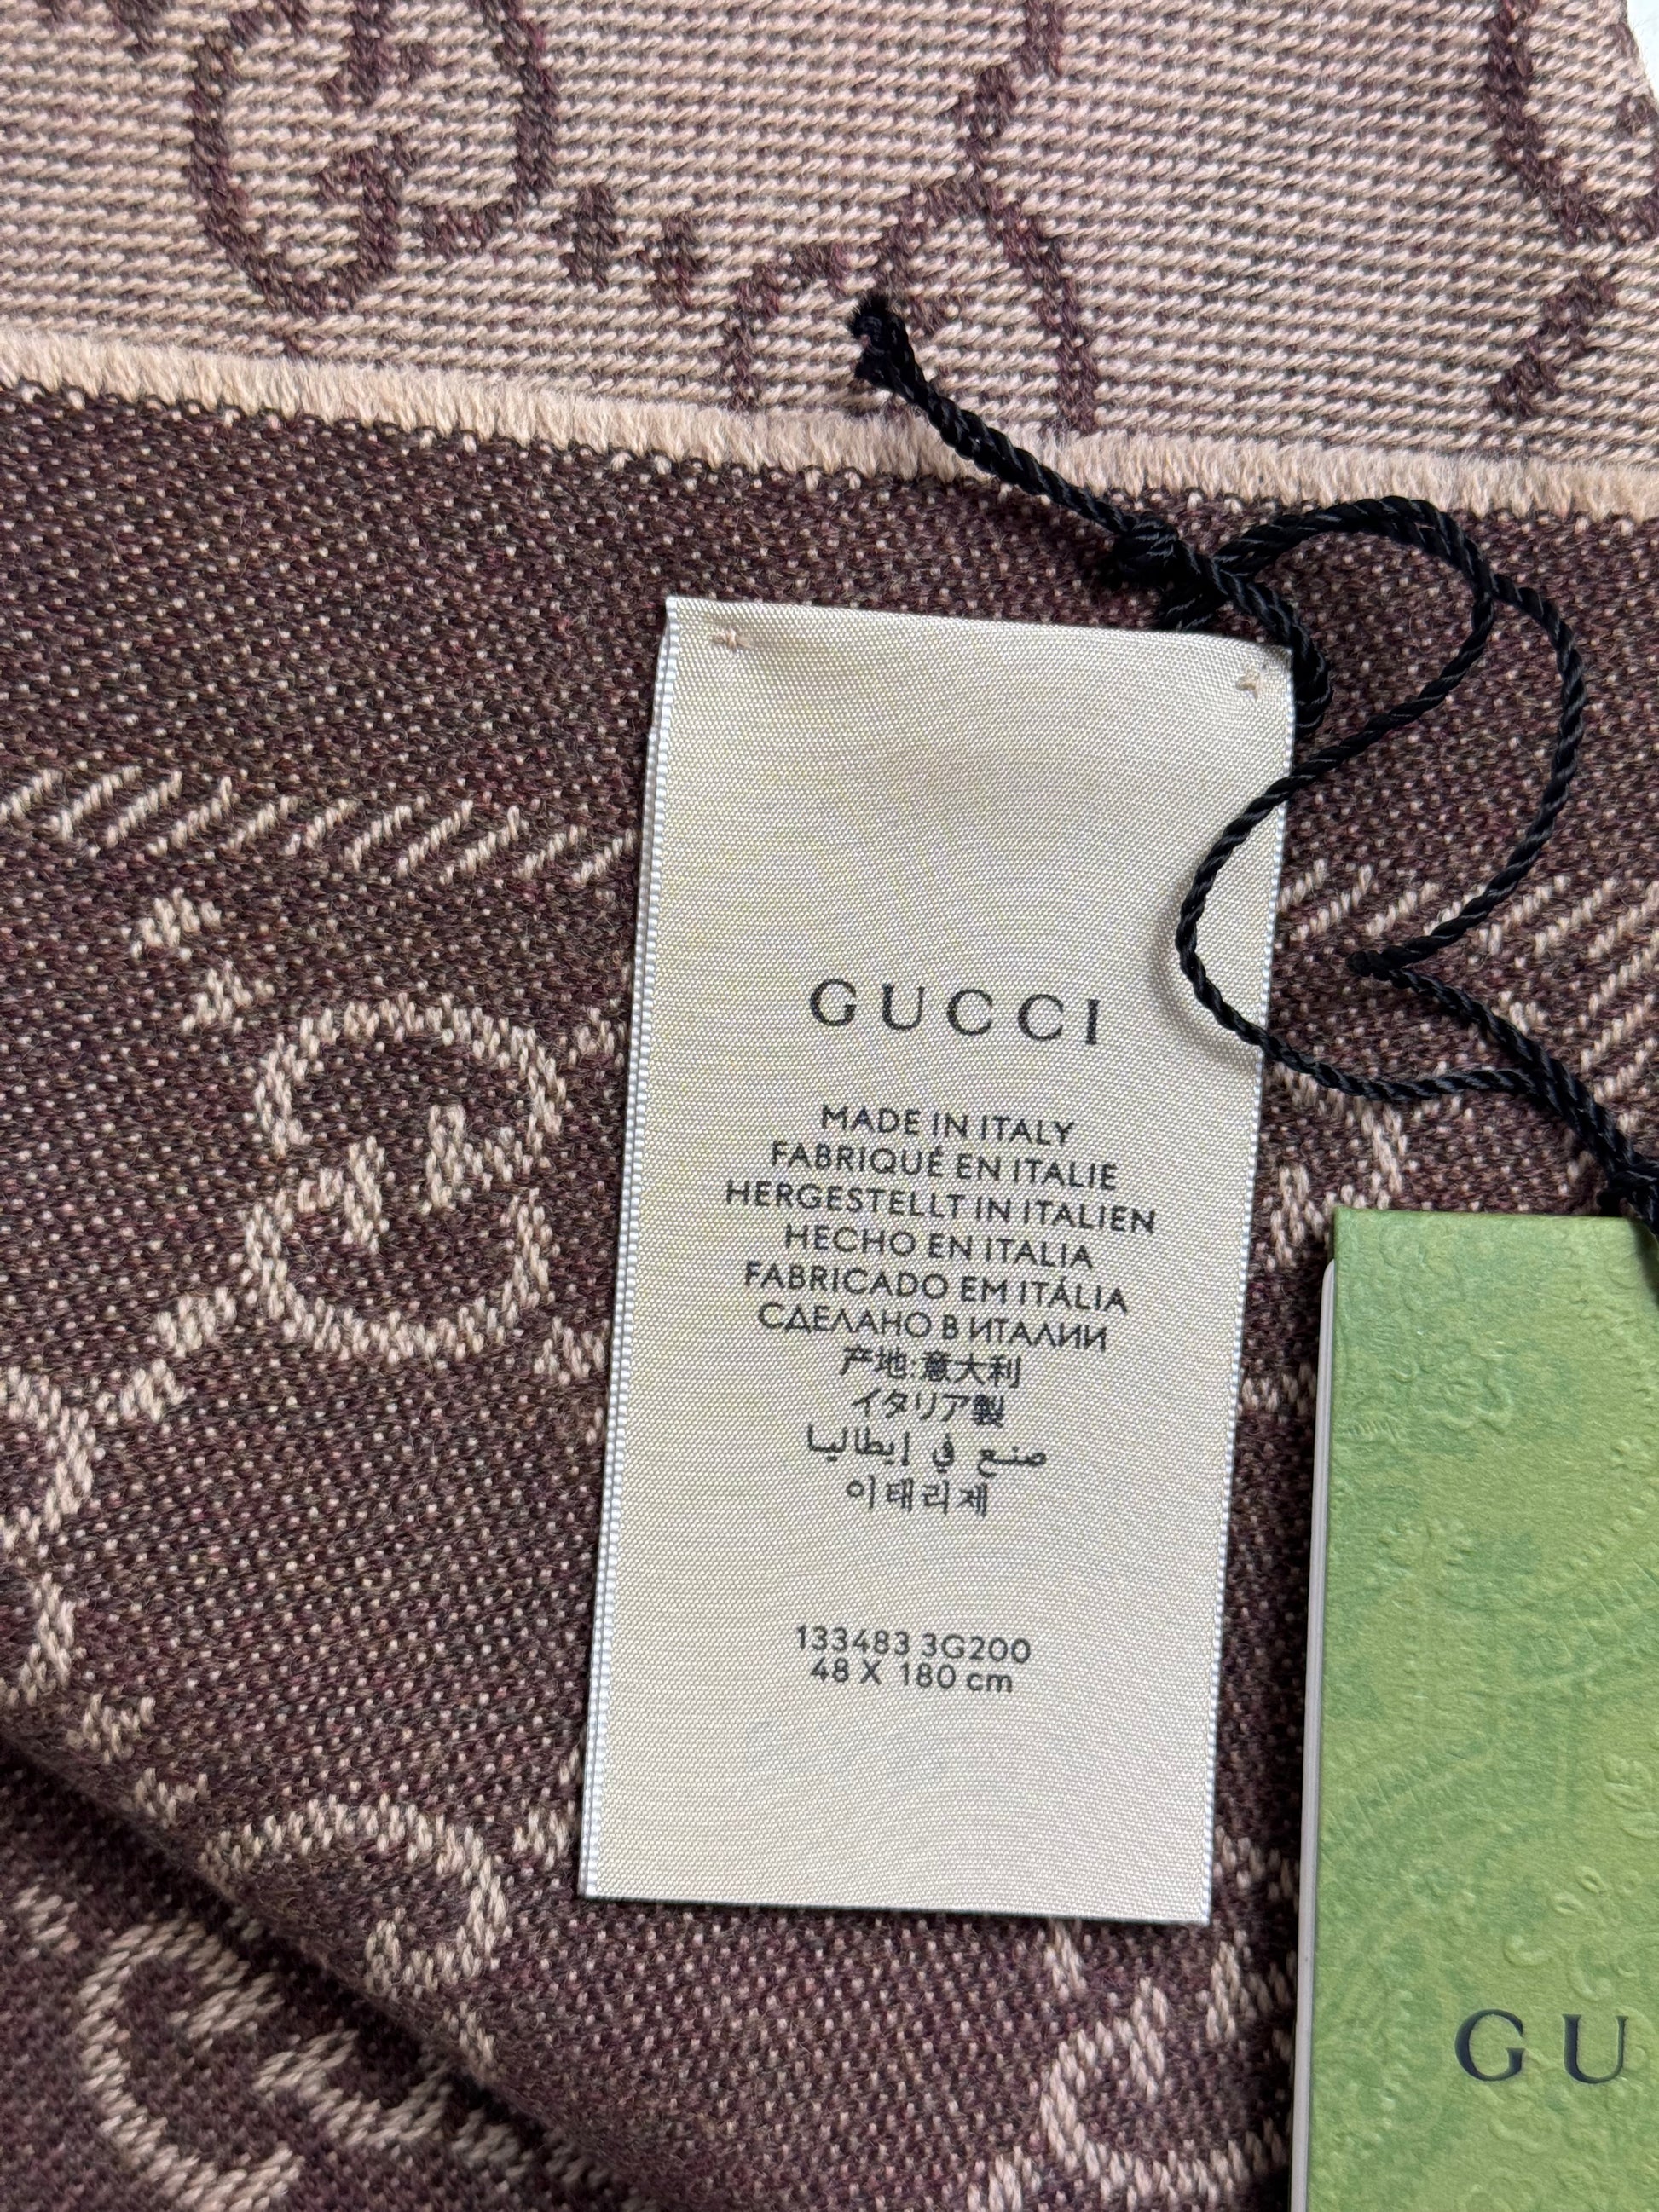 GUCCI
MADE IN ITALY
FABRIQUÉ EN ITALIE
HERGESTELLT IN ITALIEN
HECHO EN ITALIA
FABRICADO EM ITÁLIA
СДЕЛАНО В ИТАЛИИ
产地:意大利
イタリア製
صنع في إيطاليا
이태리제
133483 3G200
48 X 180 cm
GU